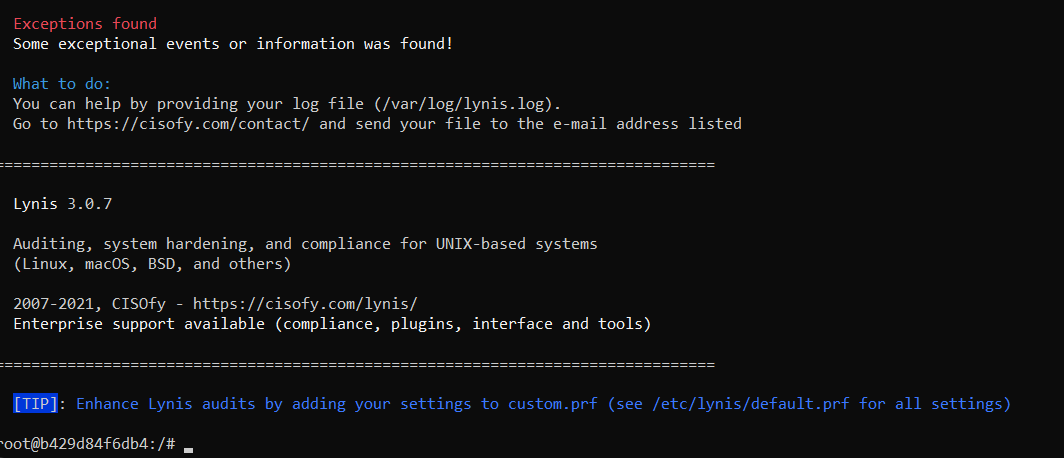 Exceptions found
Some exceptional events or information was found!
What to do:
You can help by providing your log file (/var/log/lynis.log).
Go to https://cisofy.com/contact/ and send your file to the e-mail address listed
================================================================================
Lynis 3.0.7
Auditing, system hardening, and compliance for UNIX-based systems
(Linux, macOS, BSD, and others)
2007-2021, CISOfy - https://cisofy.com/lynis/
Enterprise support available (compliance, plugins, interface and tools)
================================================================================
[TIP]: Enhance Lynis audits by adding your settings to custom.prf (see /etc/lynis/default.prf for all settings)
root@b429d84f6db4:/#